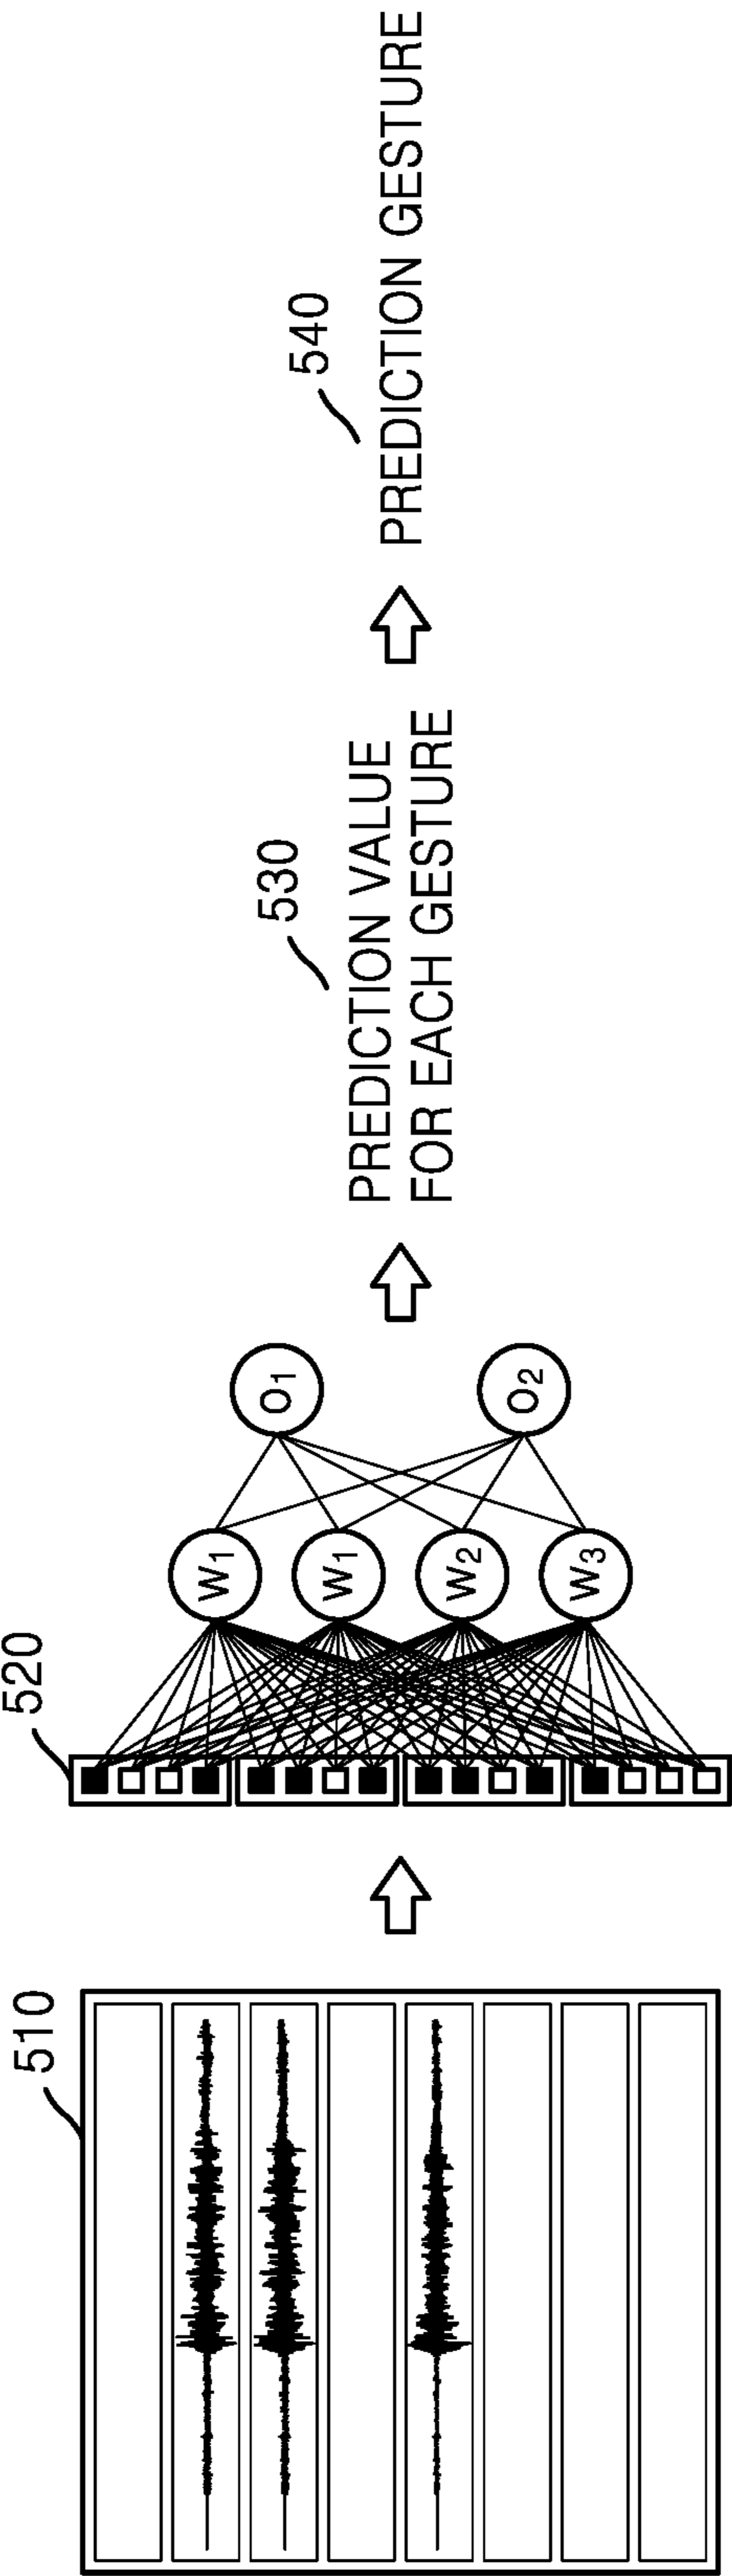 510
520
W1
W1
W2
W3
O1
O2
530
PREDICTION VALUE
FOR EACH GESTURE
540
PREDICTION GESTURE